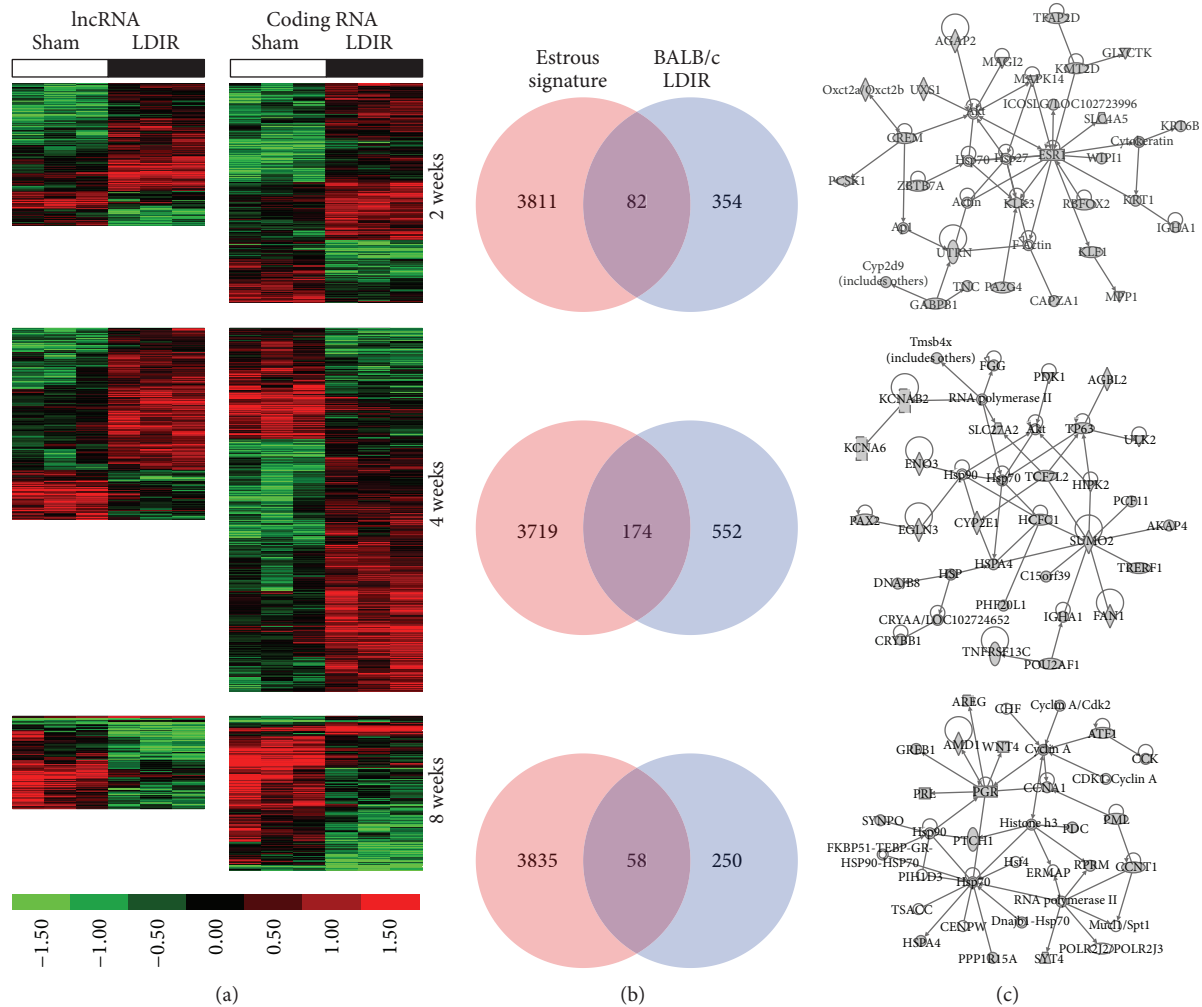 lncRNA
Coding RNA
Sham
LDIR
Sham
LDIR
2 weeks
4 weeks
8 weeks
−1.50
−1.00
−0.50
0.00
0.50
1.00
1.50
(a)
Estrous
signature
BALB/c
LDIR
3811
82
354
3719
174
552
3835
58
250
(b)
TFAP2D
AGAP2
GLYCTK
MAGI2
KMT2D
MAPK14
Oxct2a/Oxct2b
UXS1
ICOSLG/LOC102723996
Akt
SLC4A5
KRT6B
CREM
Cytokeratin
Hsp70
Hsp27
ESR1
WIPI1
PCSK1
ZBTB7A
Actin
KLK3
RBFOX2
KRT1
Ap1
IGHA1
UTRN
F Actin
KLF1
Cyp2d9
(includes others)
TNC
PA2G4
GABPB1
CAPZA1
MPP1
Tmsb4x
(includes others)
FGG
PDK1
AGBL2
KCNAB2
RNA polymerase II
SLC27A2
Akt
TP63
KCNA6
ULK2
ENO3
Hsp90
Hsp70
TCF7L2
HIPK2
PCF11
PAX2
EGLN3
CYP2E1
HCFC1
AKAP4
SUMO2
HSPA4
DNAJB8
HSP
C15orf39
TRERF1
PHF20L1
CRYAA/LOC102724652
IGHA1
FAN1
CRYBB1
TNFRSF13C
POU2AF1
AREG
CHF
Cyclin A/Cdk2
ATF1
GREB1
AMD1
WNT4
Cyclin A
CCK
CDK1-Cyclin A
PRL
PGR
CCNA1
SYNPO
Hsp90
Histone h3
PDC
PML
PTCH1
FKBP51-TEBP-GR-
HSP90-HSP70
Hsf4
RPRM
CCNT1
PIH1D3
Hsp70
ERMAP
RNA polymerase II
TSACC
Dnajb1-Hsp70
Mud1/Spt1
CENPW
HSPA4
POLR2J2/POLR2J3
PPP1R15A
SYT4
(c)